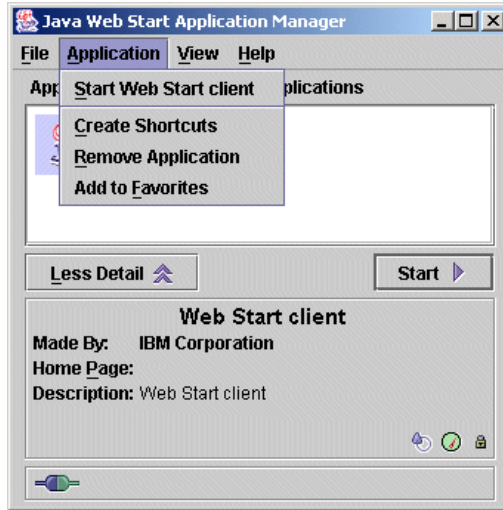 Java Web Start Application Manager
File Application View Help
Start Web Start client
plications
Create Shortcuts
Remove Application
Add to Favorites
Less Detail
Start
Web Start client
Made By: IBM Corporation
Home Page:
Description: Web Start client